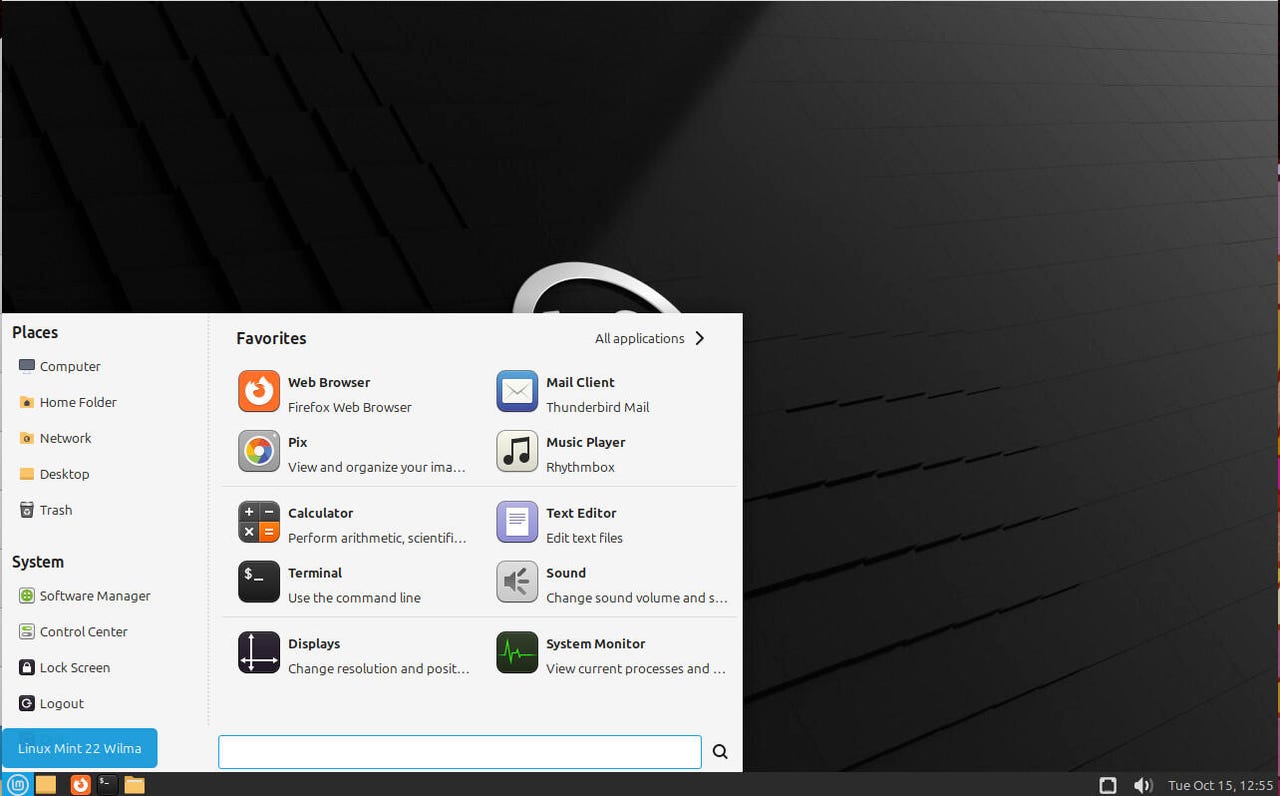 Places
Computer
Home Folder
Network
Desktop
Trash
System
Software Manager
Control Center
Lock Screen
Logout
Linux Mint 22 Wilma
Favorites
All applications
Web Browser
Firefox Web Browser
Mail Client
Thunderbird Mail
Pix
View and organize your ima...
Music Player
Rhythmbox
Calculator
Perform arithmetic, scientifi...
Text Editor
Edit text files
Terminal
Use the command line
Sound
Change sound volume and s...
Displays
Change resolution and posit...
System Monitor
View current processes and ...
Tue Oct 15, 12:55